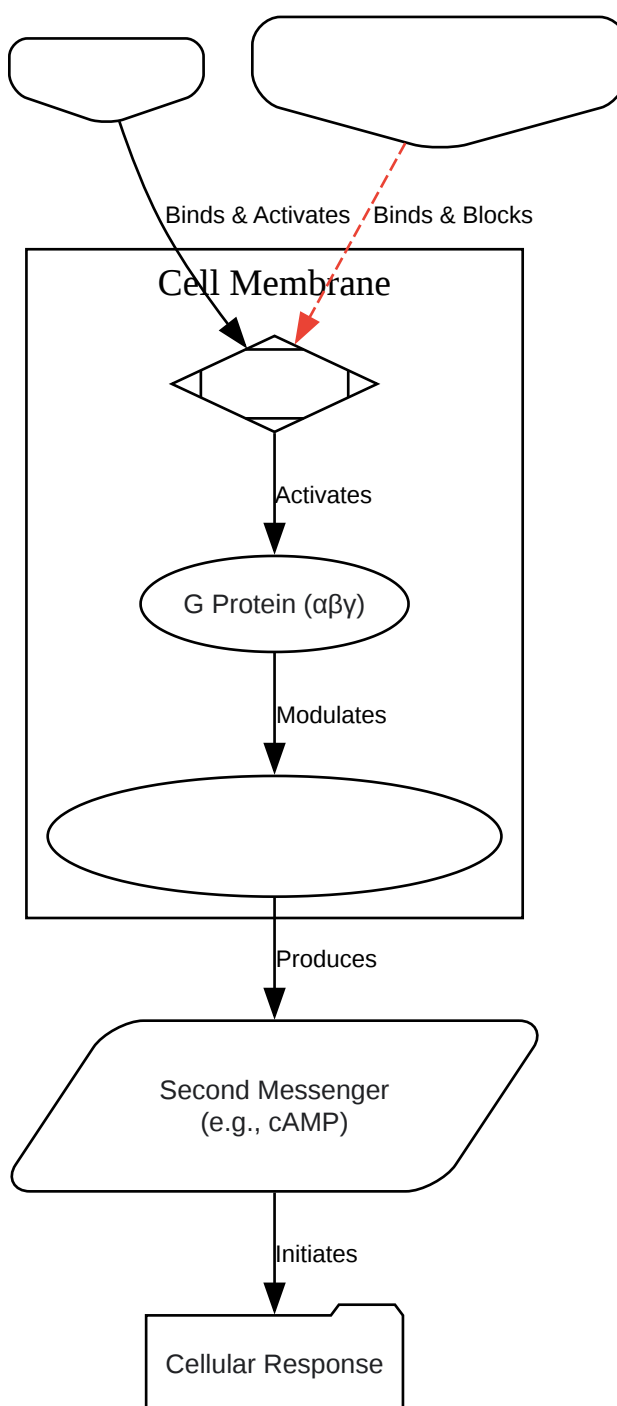 Binds & Activates
Binds & Blocks
Cell Membrane
Activates
G Protein (αβγ)
Modulates
Produces
Second Messenger
(e.g., cAMP)
Initiates
Cellular Response